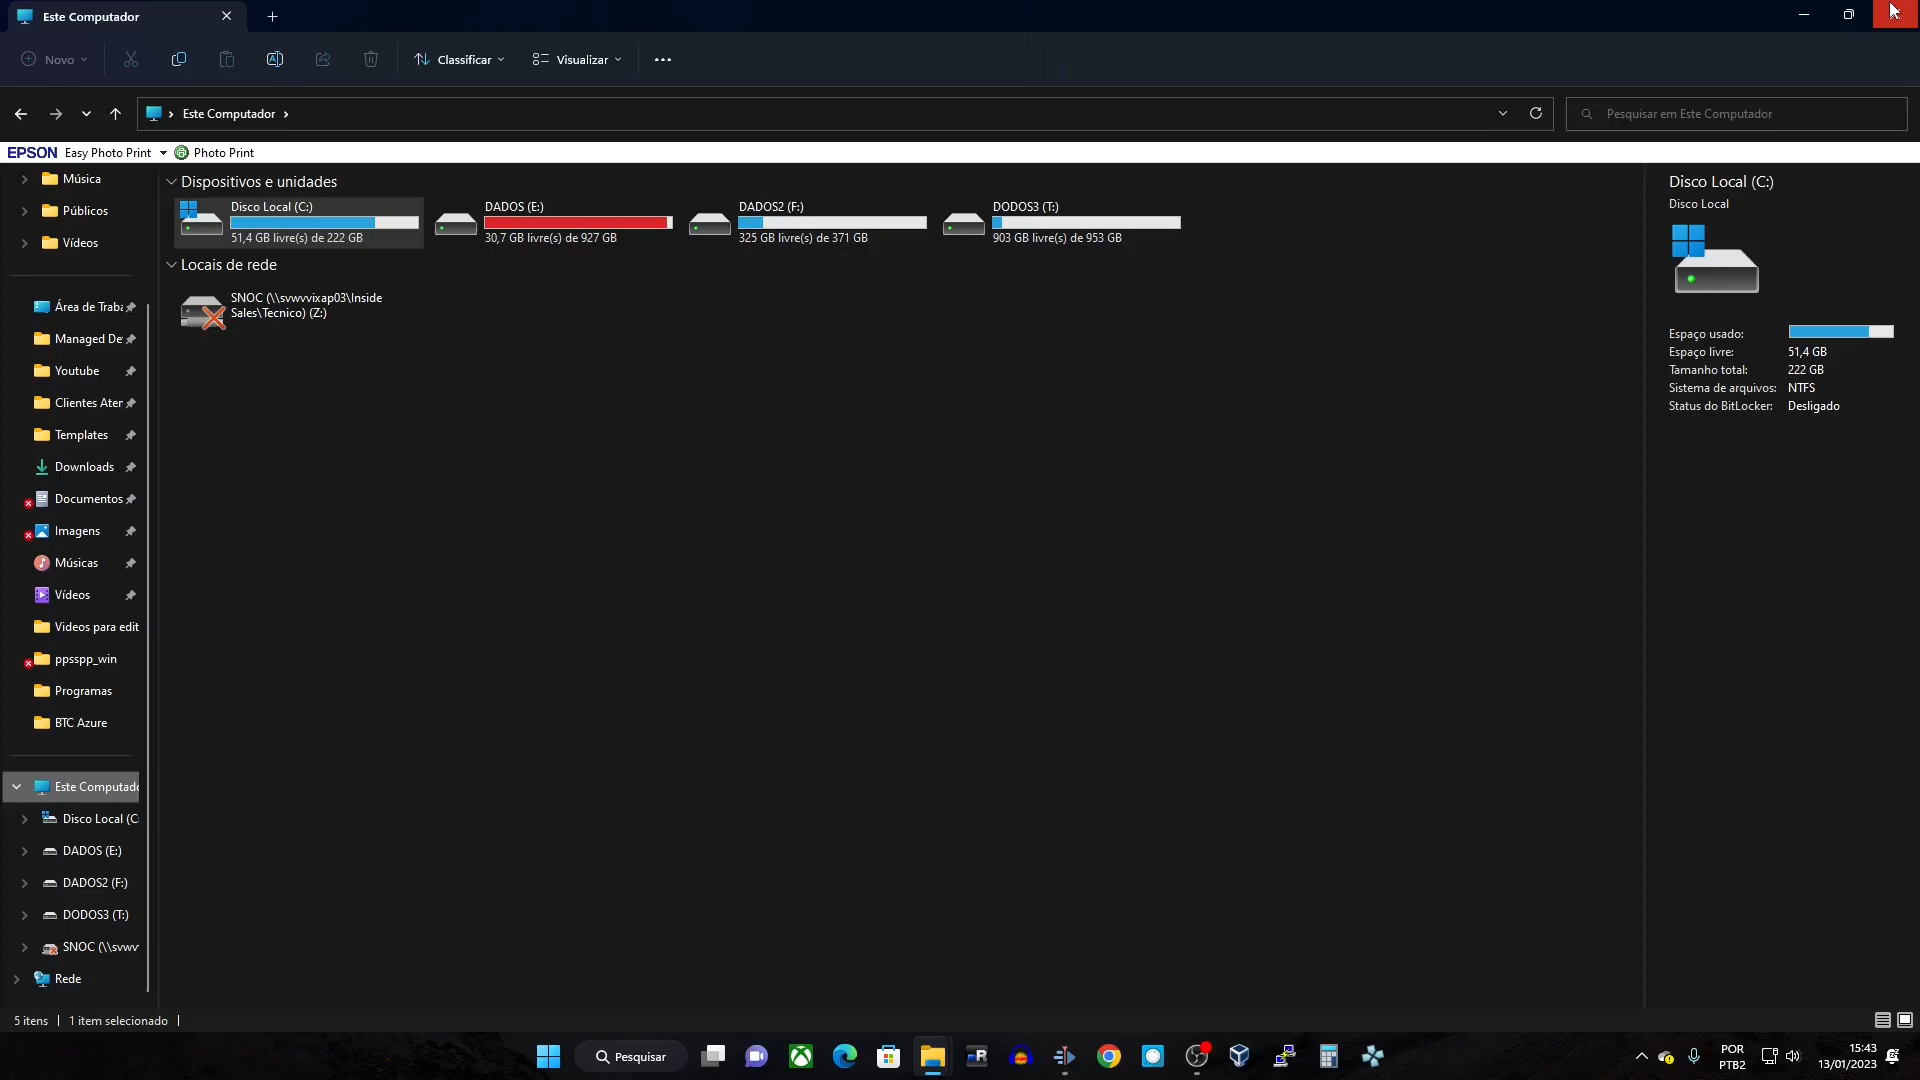 Este Computador
Novo
Classificar
Visualizar
Este Computador
Pesquisar em Este Computador
EPSON Easy Photo Print Photo Print
Música
Públicos
Vídeos
Área de Traba
Managed De
Youtube
Clientes Aten
Templates
Downloads
Documentos
Imagens
Músicas
Vídeos
Videos para edit
ppsspp_win
Programas
BTC Azure
Este Computado
Disco Local (C:
DADOS (E:)
DADOS2 (F:)
DODOS3 (T:)
SNOC (\\svwv
Rede
Dispositivos e unidades
Disco Local (C:)
51,4 GB livre(s) de 222 GB
DADOS (E:)
30,7 GB livre(s) de 927 GB
DADOS2 (F:)
325 GB livre(s) de 371 GB
DODOS3 (T:)
903 GB livre(s) de 953 GB
Locais de rede
SNOC (\\svwvvixap03\Inside
Sales\Tecnico) (Z:)
Disco Local (C:)
Disco Local
Espaço usado:
Espaço livre: 51,4 GB
Tamanho total: 222 GB
Sistema de arquivos: NTFS
Status do BitLocker: Desligado
5 itens
1 item selecionado
Pesquisar
mR
POR
PTB2
15:43
13/01/2023